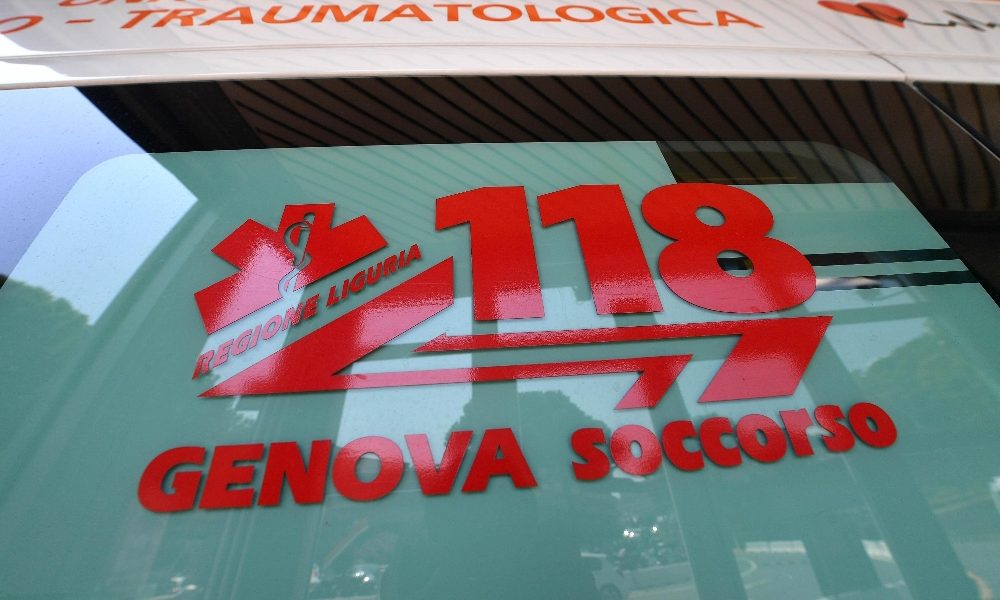 O - TRAUMATOLOGICA
118
REGIONE LIGURIA
GENOVA soccorso